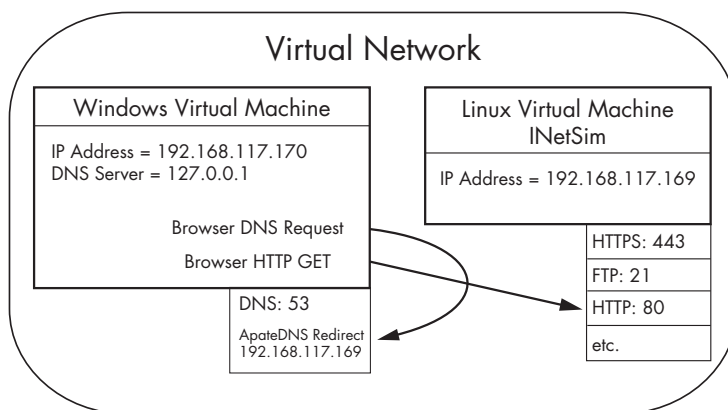 Virtual Network
Windows Virtual Machine
IP Address = 192.168.117.170
DNS Server = 127.0.0.1
Browser DNS Request
Browser HTTP GET
DNS: 53
ApateDNS Redirect
192.168.117.169
Linux Virtual Machine
INetSim
IP Address = 192.168.117.169
HTTPS: 443
FTP: 21
HTTP: 80
etc.